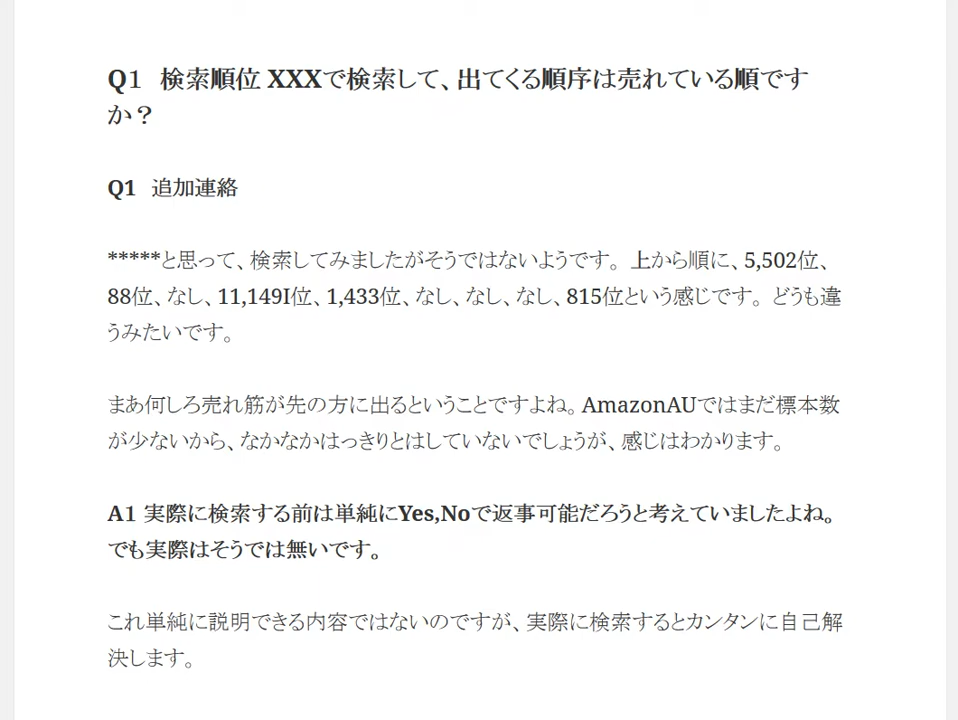 Q1 検索順位 XXXで検索して、出てくる順序は売れている順です
か？
Q1 追加連絡
*****と思って、検索してみましたがそうではないようです。上から順に、5,502位、
88位、なし、11,149I位、1,433位、なし、なし、なし、815位という感じです。どうも違
うみたいです。
まあ何しろ売れ筋が先の方に出るということですよね。AmazonAUではまだ標本数
が少ないから、なかなかはっきりとはしていないでしょうが、感じはわかります。
A1 実際に検索する前は単純にYes,Noで返事可能だろうと考えていましたよね。
でも実際はそうでは無いです。
これ単純に説明できる内容ではないのですが、実際に検索するとカンタンに自己解
決します。